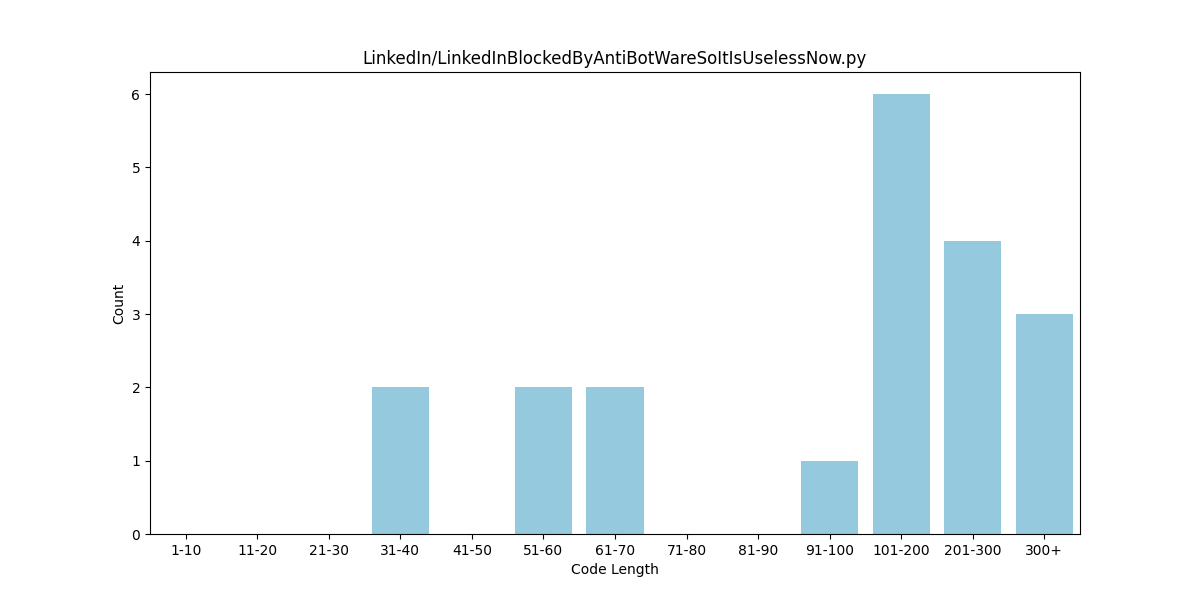 LinkedIn/LinkedInBlockedByAntiBotWareSoItIsUselessNow.py
6
5
4
3
2
1
0
Count
1-10 11-20 21-30 31-40 41-50 51-60 61-70 71-80 81-90 91-100 101-200 201-300 300+
Code Length